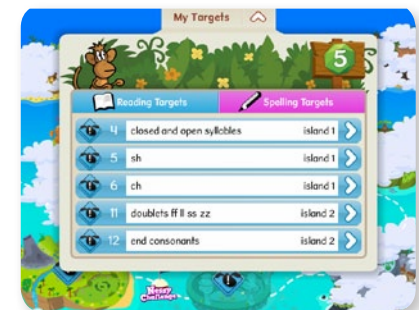 My Targets
5
Reading Targets
Spelling Targets
4 closed and open syllables island 1
5 sh island 1
6 ch island 1
11 doublets ff ll ss zz island 2
12 end consonants island 2
Nessy
Challenge